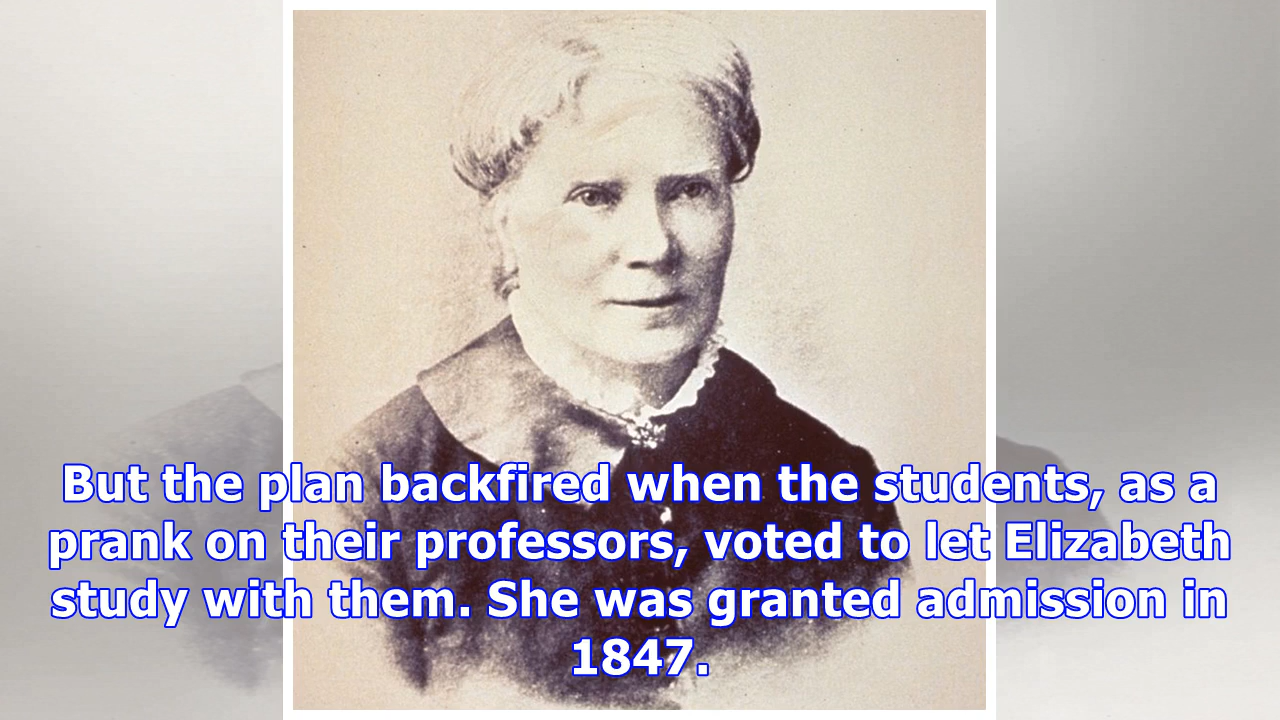 But the plan backfired when the students, as a
prank on their professors, voted to let Elizabeth
study with them. She was granted admission in
1847.